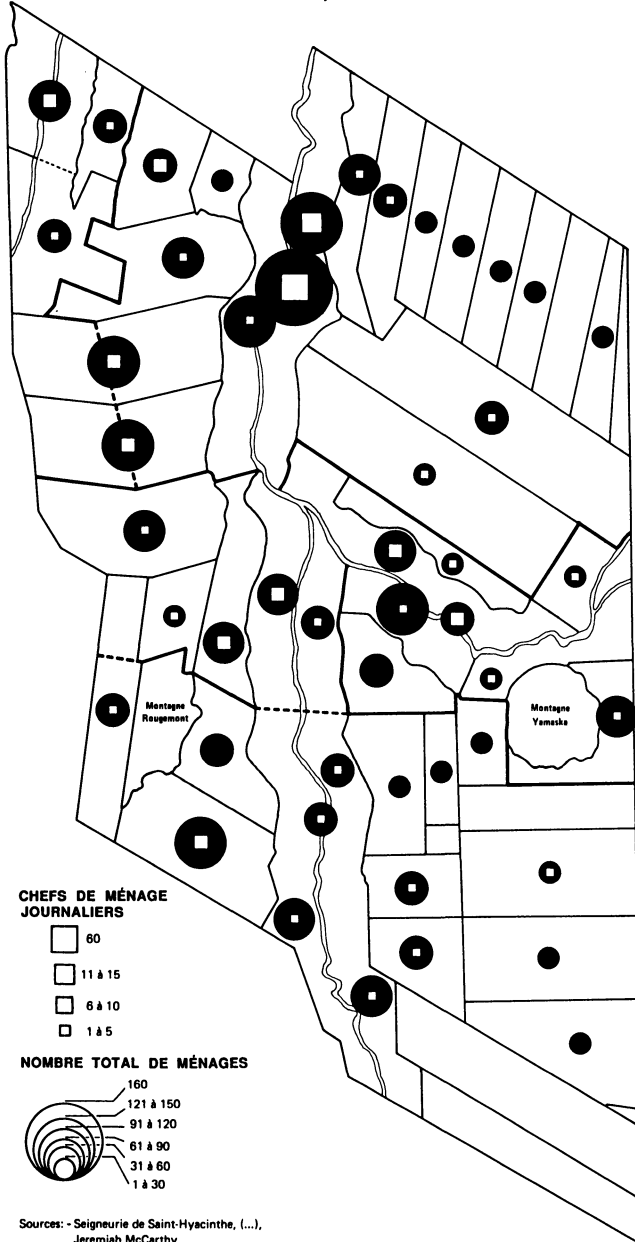 Montagne
Rougemont
Montagne
Yamaska
CHEFS DE MÉNAGE
JOURNALIERS
60
11 à 15
6 à 10
1 à 5
NOMBRE TOTAL DE MÉNAGES
160
121 à 150
91 à 120
61 à 90
31 à 60
1 à 30
Sources: - Seigneurie de Saint-Hyacinthe, (...),
Jeremiah McCarthy